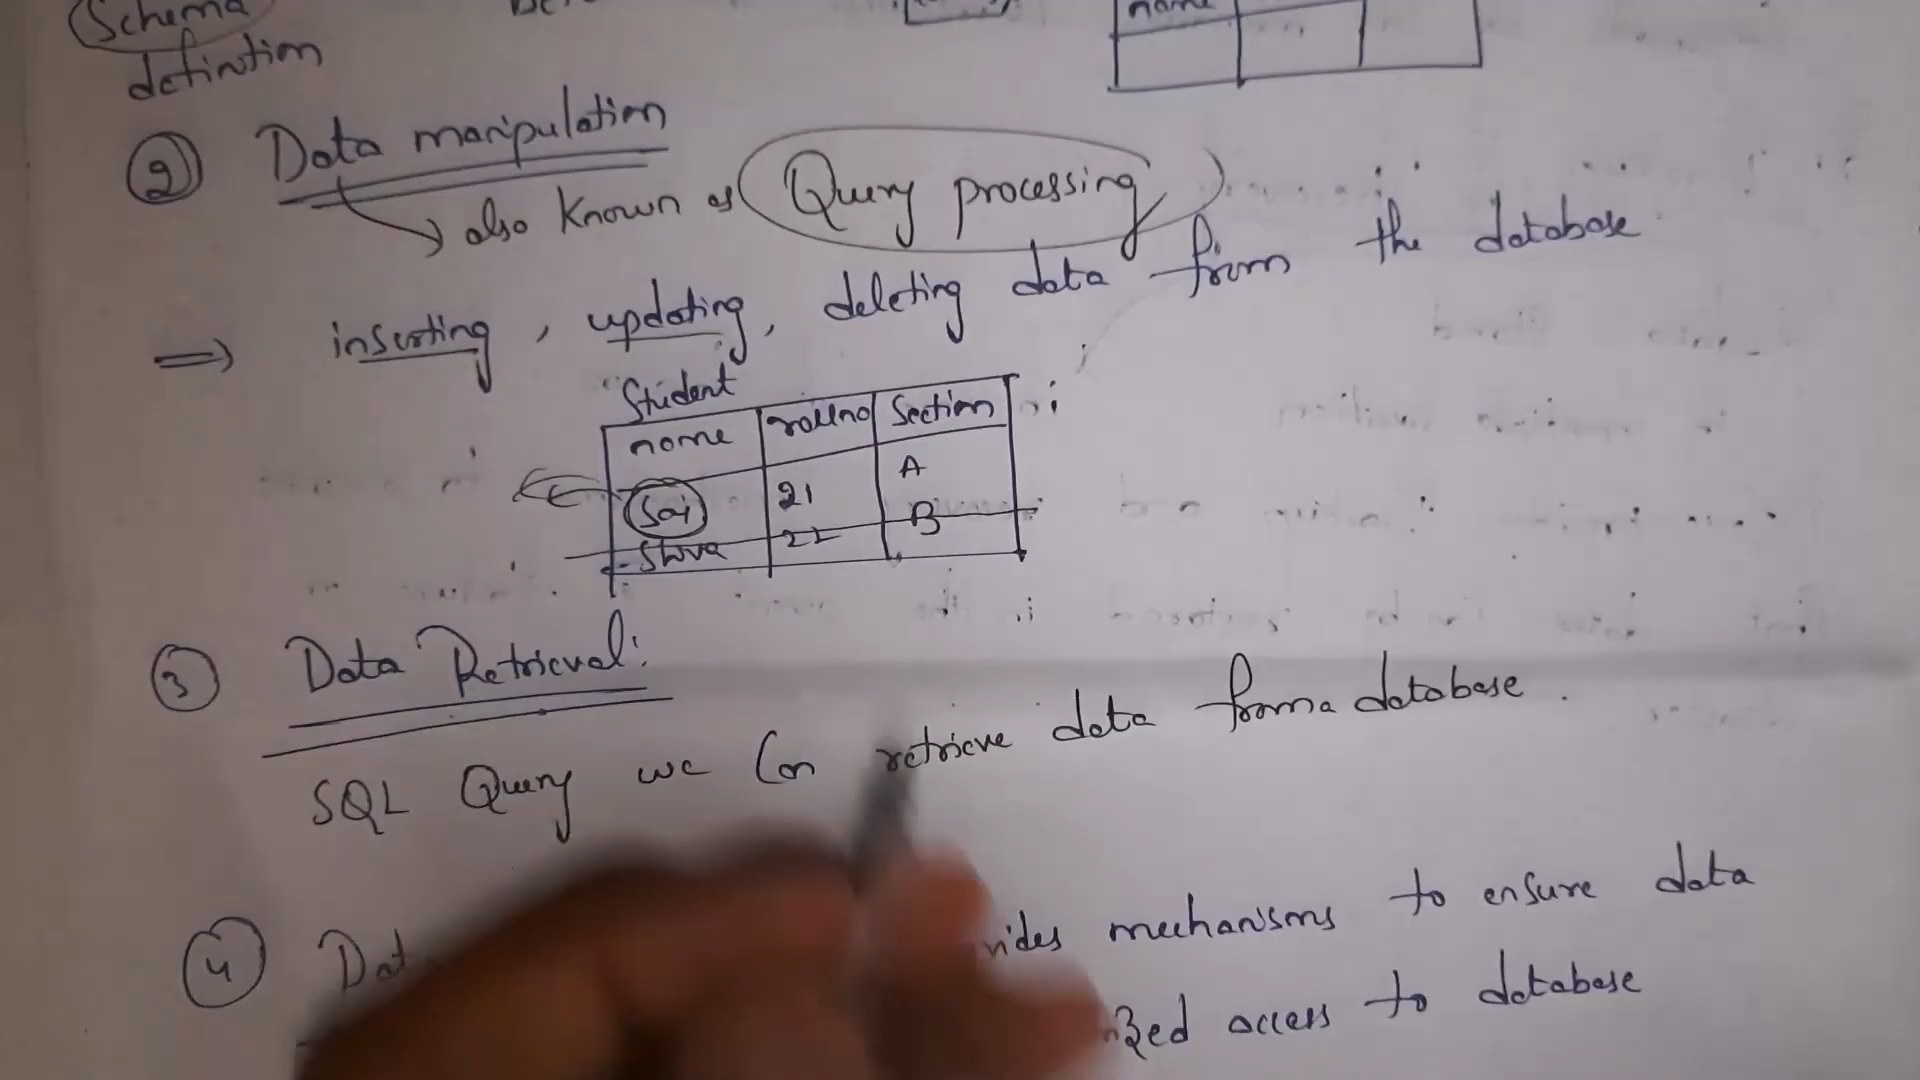 Schema
definition
name
② Data manipulation
also known as Query processing
⇒ inserting, updating, deleting data from the database
Student
name rollno Section
Sai 21 A
Shiva 22 B
③ Data Retrieval:
SQL Query we Can retrieve data from a database.
④ mechanisms to ensure data
access to database